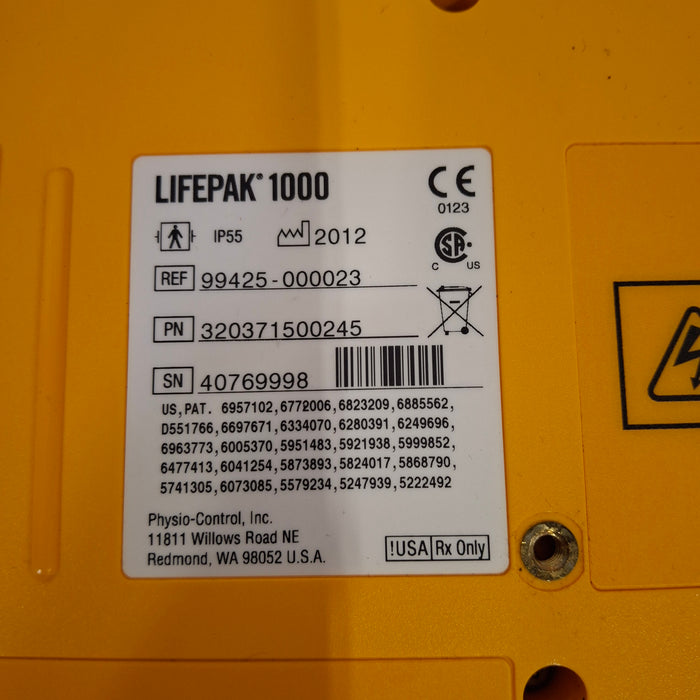 LIFEPAK® 1000
CE
0123
IP55 2012
SA
C US
REF 99425-000023
PN 320371500245
SN 40769998
US, PAT. 6957102,6772006,6823209,6885562,
D551766,6697671,6334070,6280391,6249696,
6963773,6005370,5951483,5921938,5999852,
6477413,6041254,5873893,5824017,5868790,
5741305,6073085,5579234,5247939,5222492
Physio-Control, Inc.
11811 Willows Road NE
Redmond, WA 98052 U.S.A.
!USA Rx Only